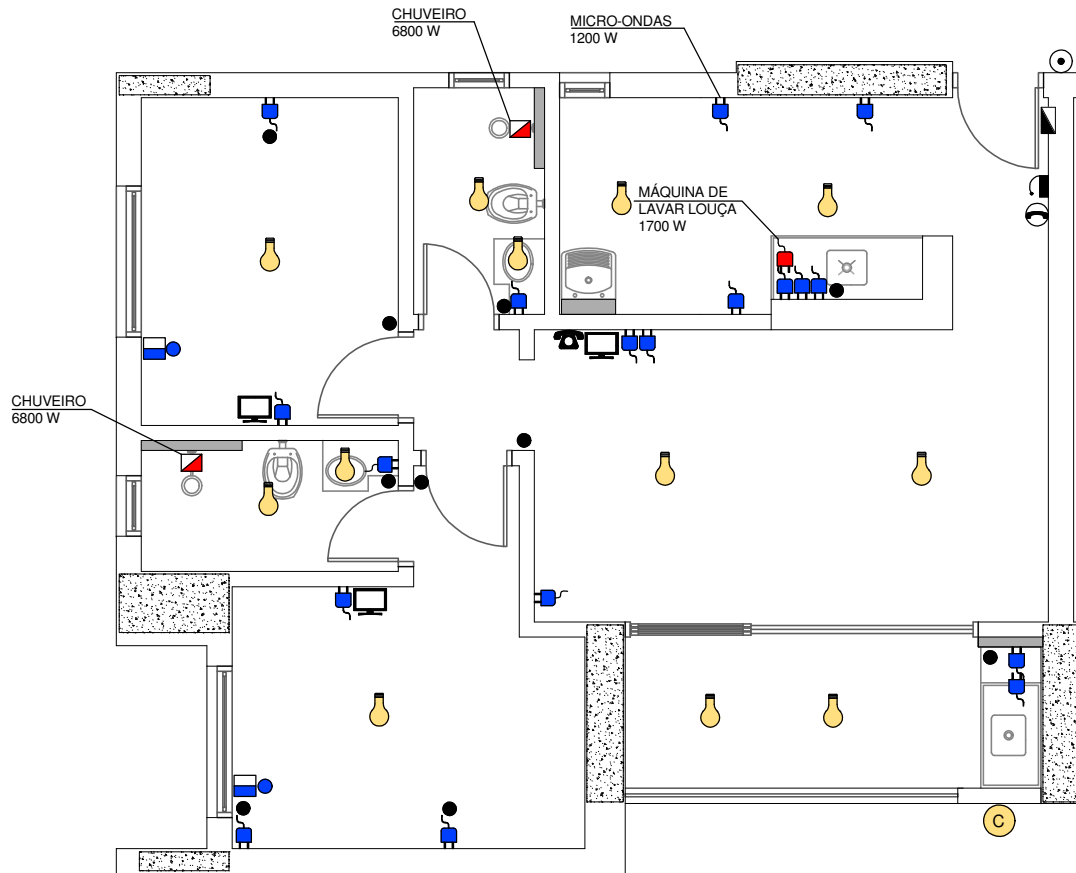 CHUVEIRO
6800 W
MICRO-ONDAS
1200 W
MÁQUINA DE
LAVAR LOUÇA
1700 W
CHUVEIRO
6800 W
C